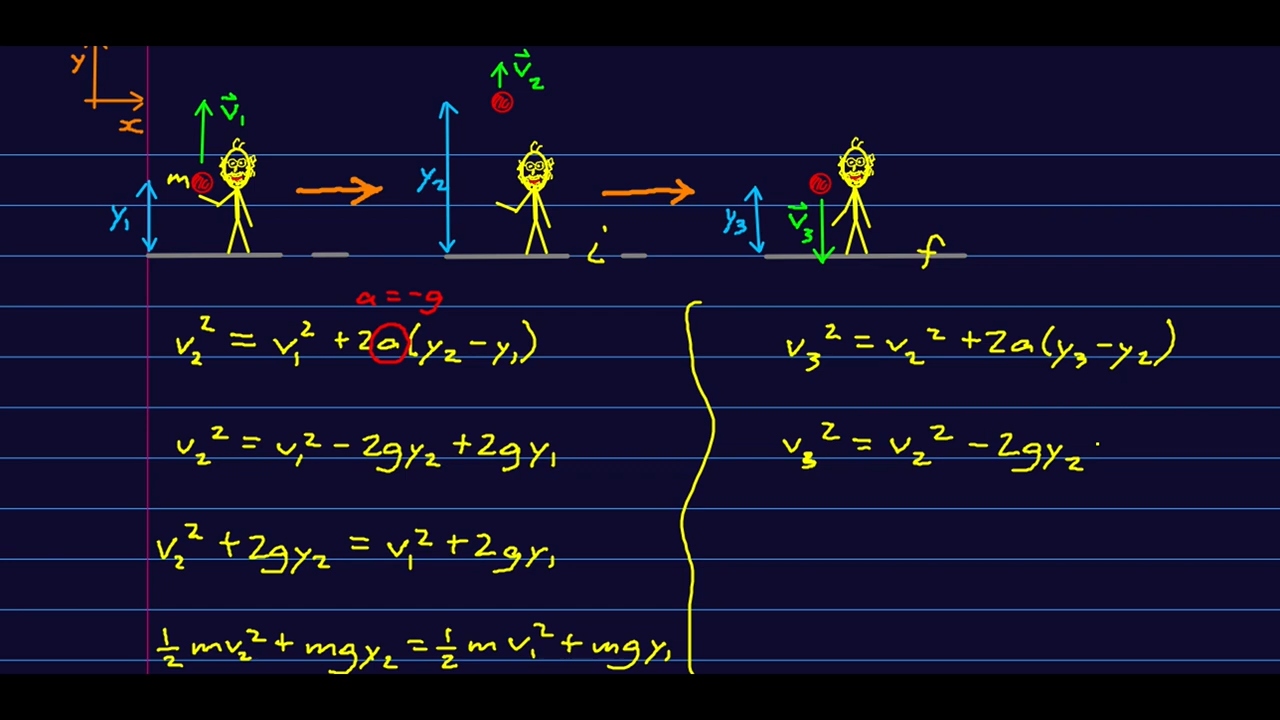 y
x
v⃗₁
m
y₁
v⃗₂
y₂
i
y₃
v⃗₃
f
a = -g
v₂² = v₁² + 2a(y₂ - y₁)
v₂² = v₁² - 2gy₂ + 2gy₁
v₂² + 2gy₂ = v₁² + 2gy₁
½mv₂² + mgy₂ = ½mv₁² + mgy₁
v₃² = v₂² + 2a(y₃ - y₂)
v₃² = v₂² - 2gy₂